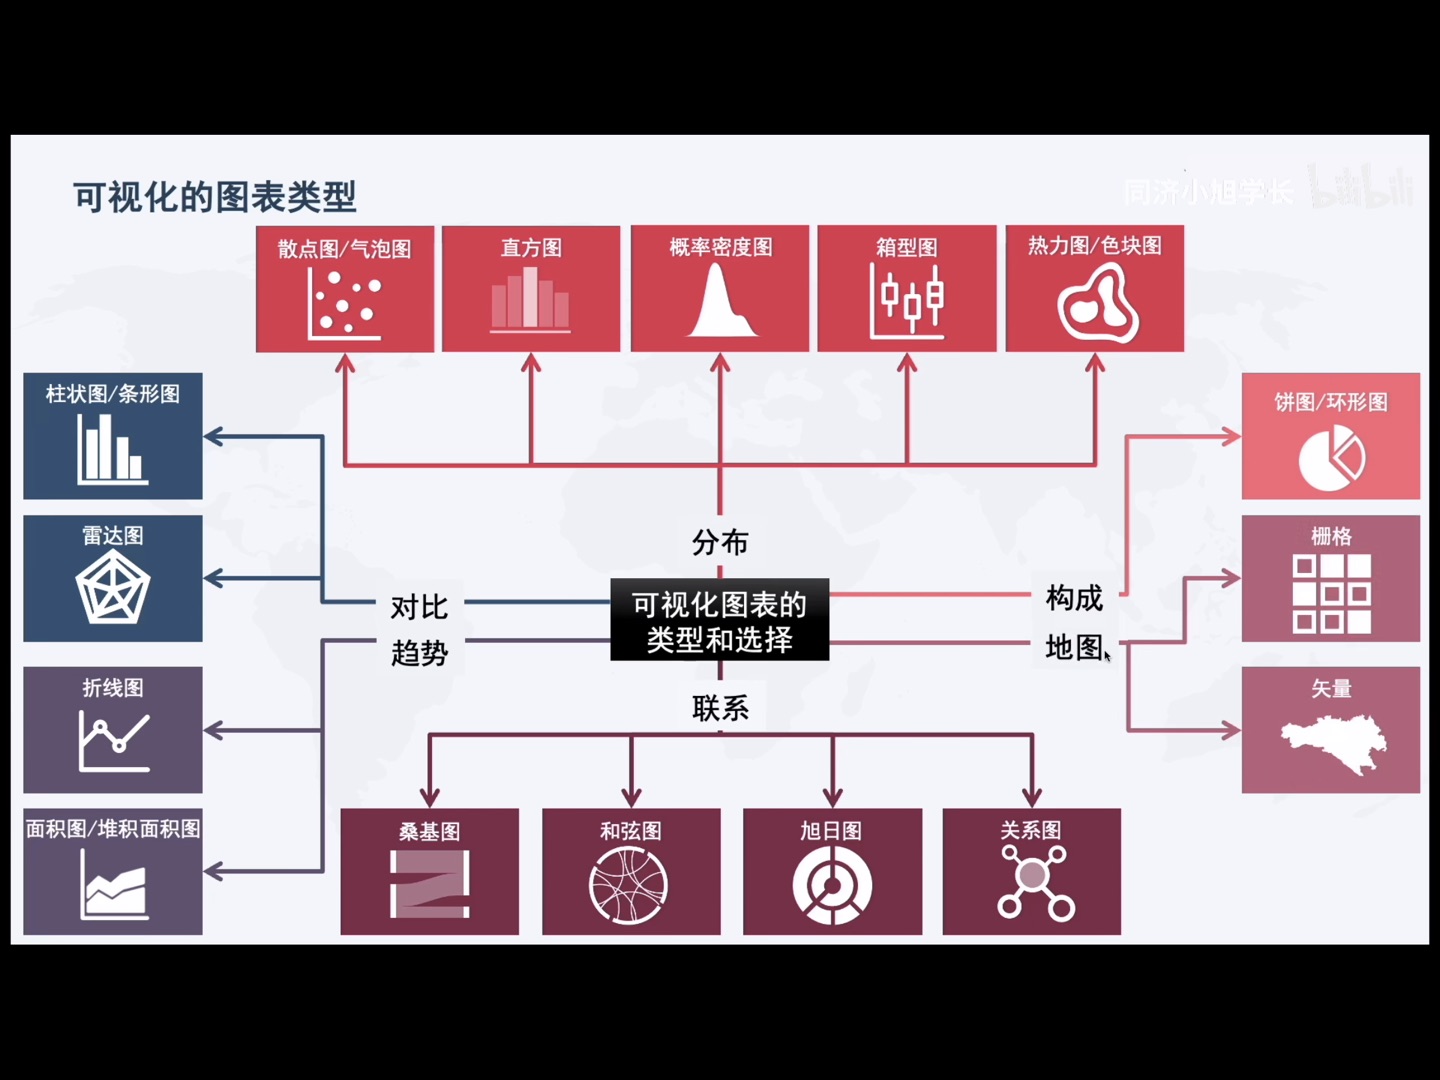 可视化的图表类型
同济小旭学长 bilibili
散点图/气泡图
直方图
概率密度图
箱型图
热力图/色块图
柱状图/条形图
饼图/环形图
雷达图
栅格
分布
对比
可视化图表的
类型和选择
构成
趋势
地图
折线图
矢量
联系
面积图/堆积面积图
桑基图
和弦图
旭日图
关系图